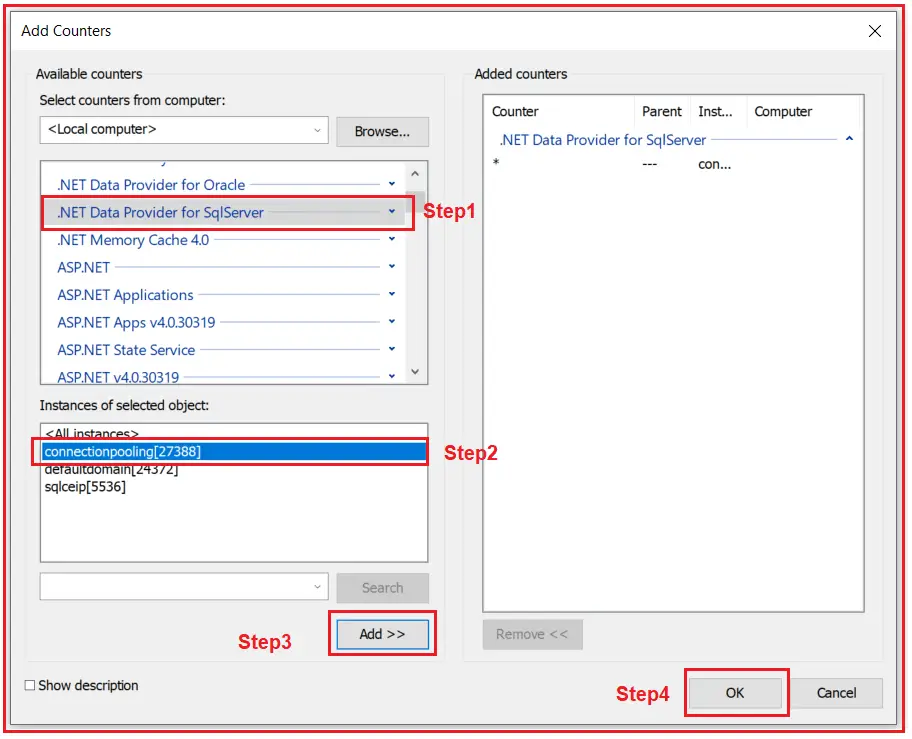 Add Counters
Available counters
Select counters from computer:
<Local computer>
Browse...
.NET Data Provider for Oracle
.NET Data Provider for SqlServer
Step1
.NET Memory Cache 4.0
ASP.NET
ASP.NET Applications
ASP.NET Apps v4.0.30319
ASP.NET State Service
ASP.NET v4.0.30319
Instances of selected object:
<All instances>
connectionpooling[27388]
Step2
defaultdomain[24372]
sqlceip[5536]
Search
Step3
Add >>
Show description
Added counters
Counter Parent Inst... Computer
.NET Data Provider for SqlServer
* --- con...
Remove <<
Step4
OK
Cancel